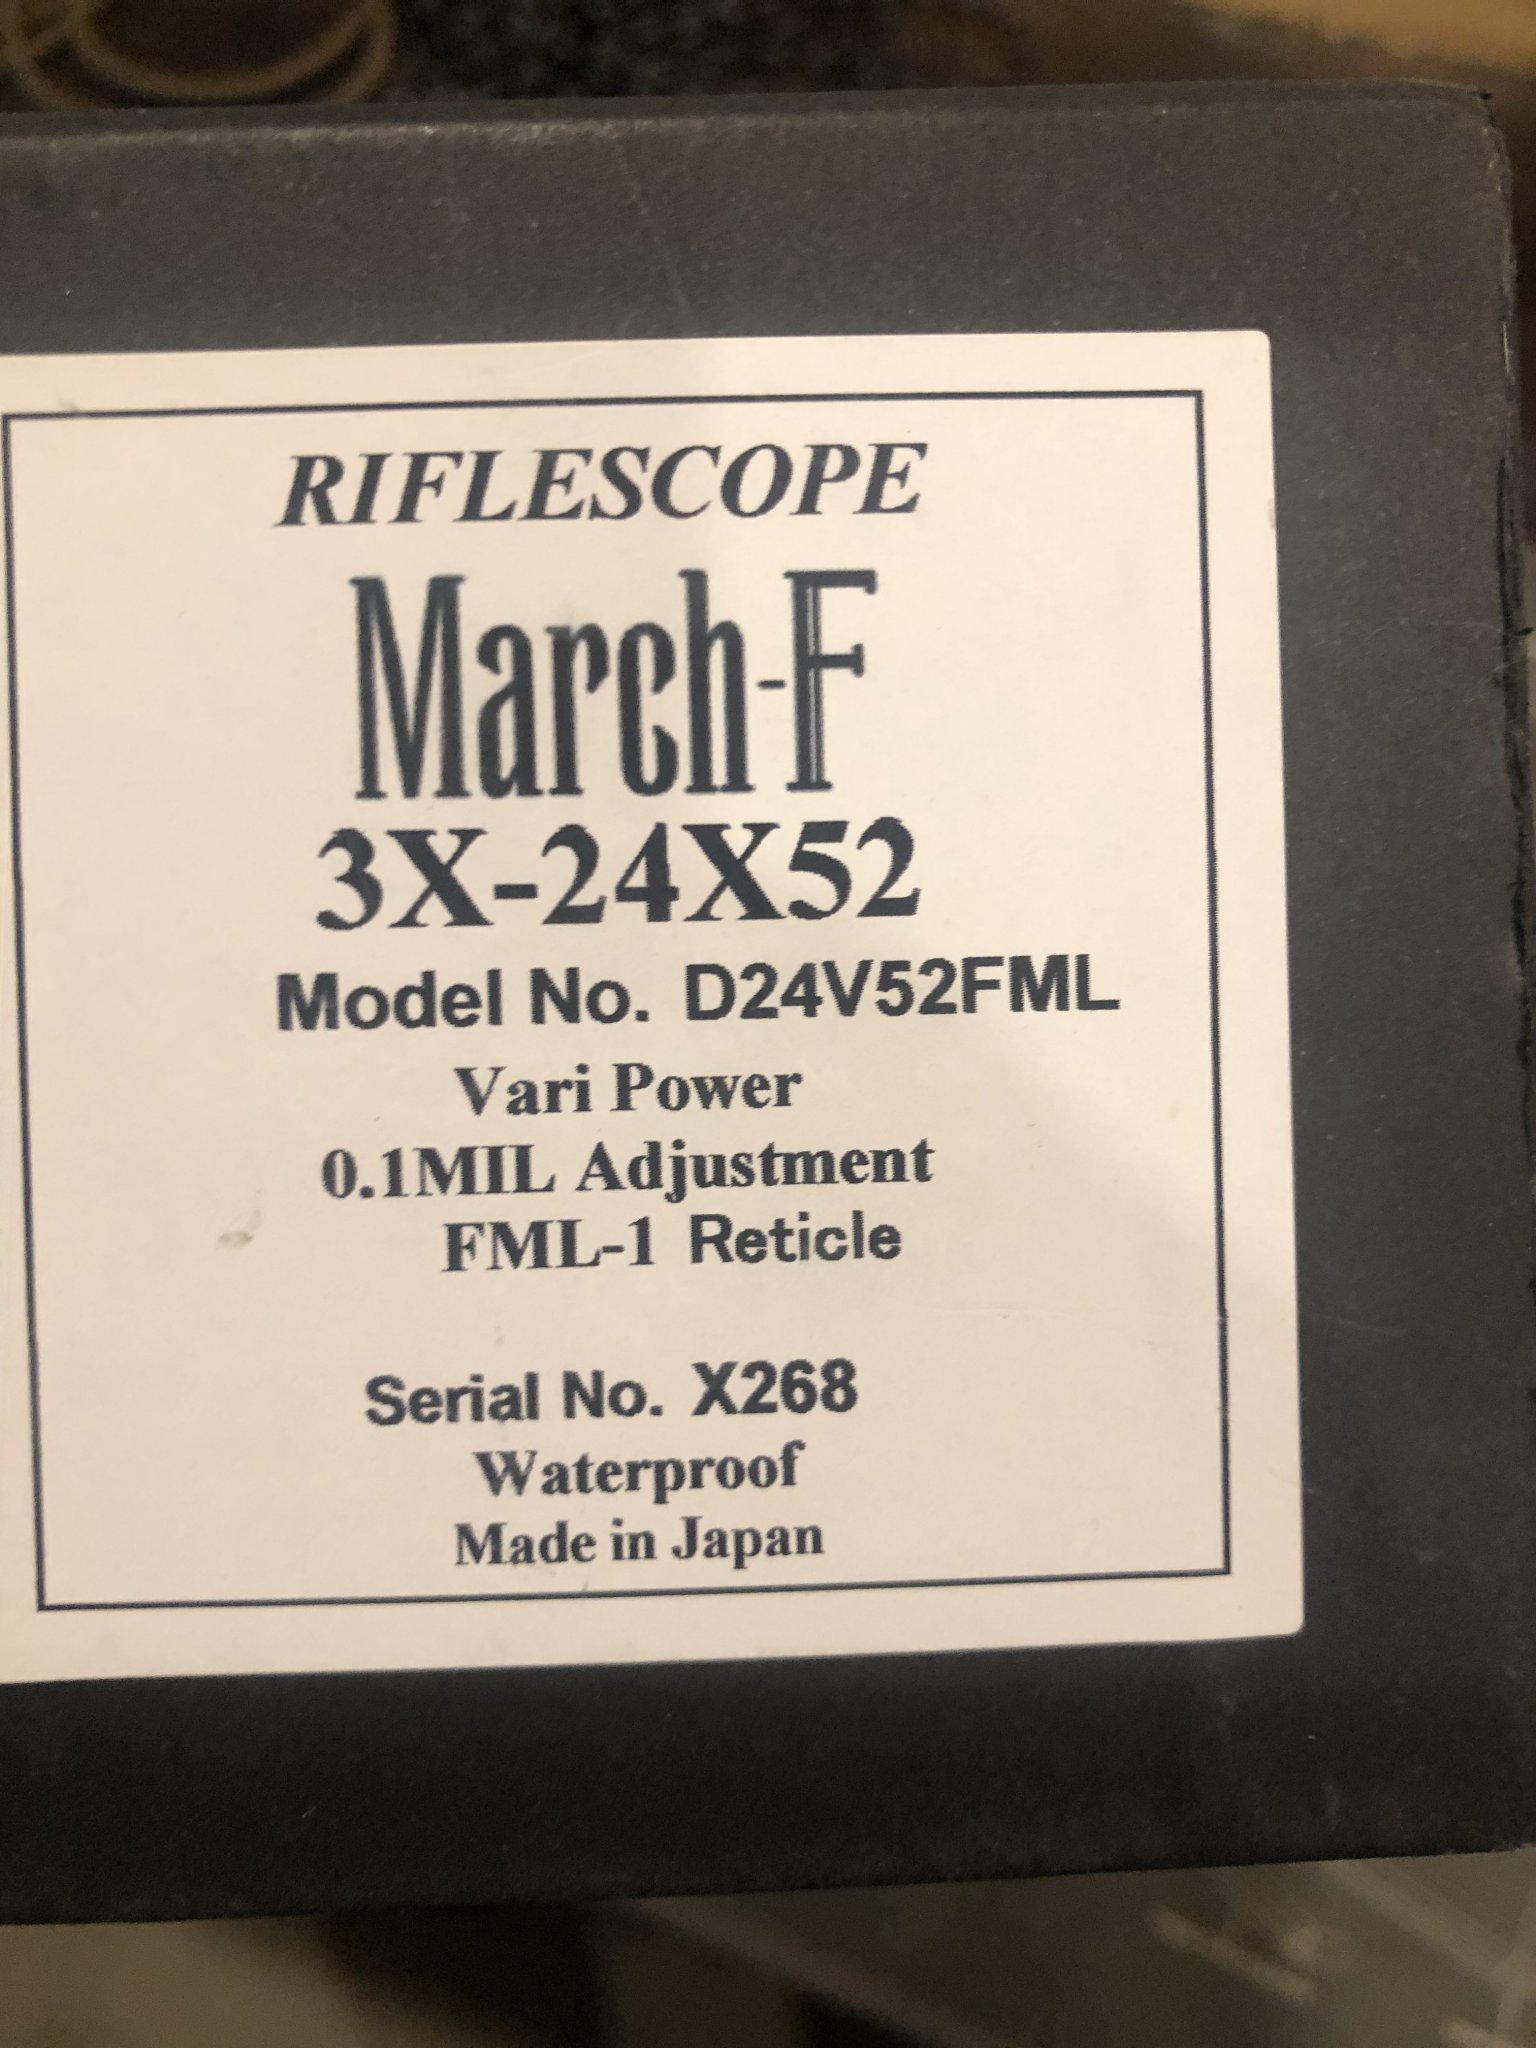 RIFLESCOPE
March-F
3X-24X52
Model No. D24V52FML
Vari Power
0.1MIL Adjustment
FML-1 Reticle
Serial No. X268
Waterproof
Made in Japan